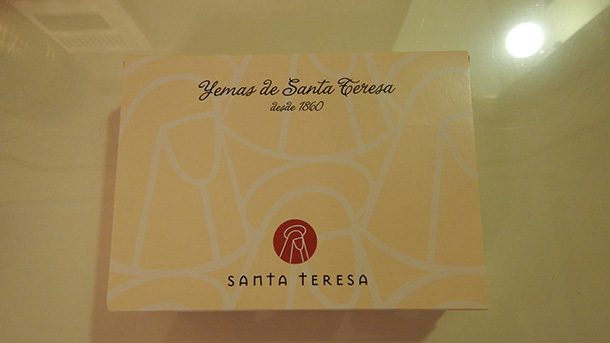 Yemas de Santa Teresa
desde 1860
SANTA TERESA